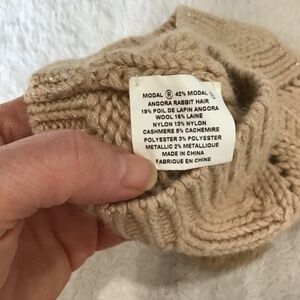 MODAL ® 42% MODAL
ANGORA RABBIT HAIR
19% POIL DE LAPIN ANGORA
WOOL 16% LAINE
NYLON 13% NYLON
CASHMERE 5% CACHEMIRE
POLYESTER 3% POLYESTER
METALLIC 2% METALLIQUE
MADE IN CHINA
FABRIQUE EN CHINE